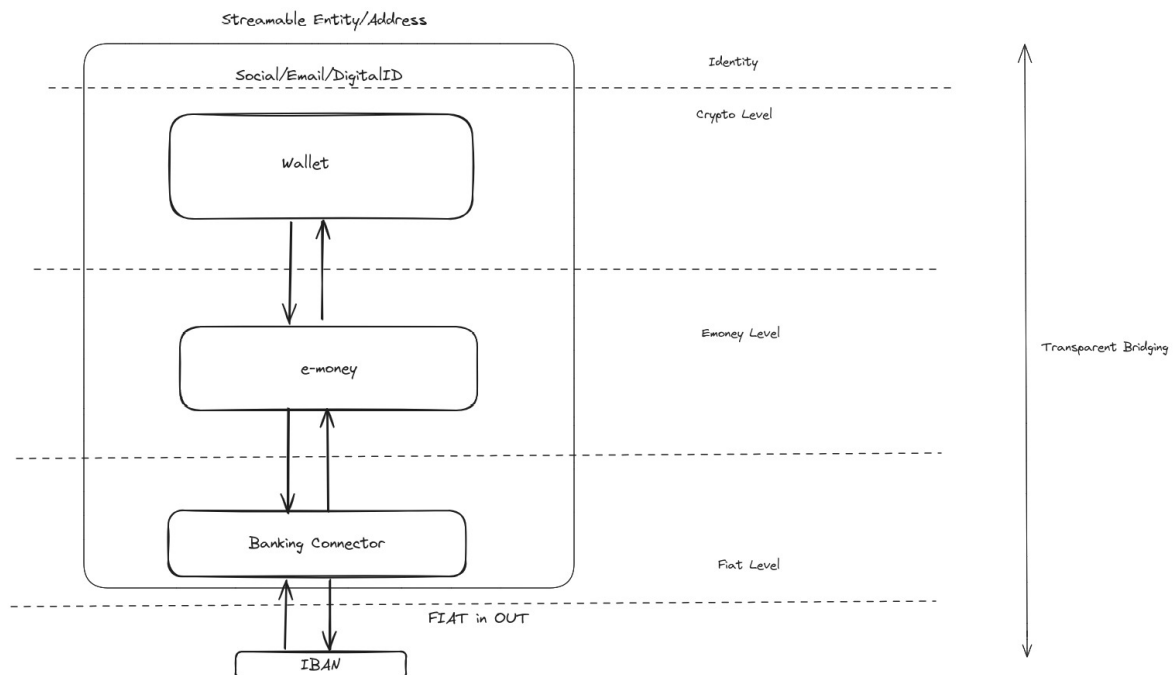 Streamable Entity/Address
Identity
Social/Email/DigitalID
Crypto Level
Wallet
Emoney Level
Transparent Bridging
e-money
Banking Connector
Fiat Level
FIAT in OUT
IBAN